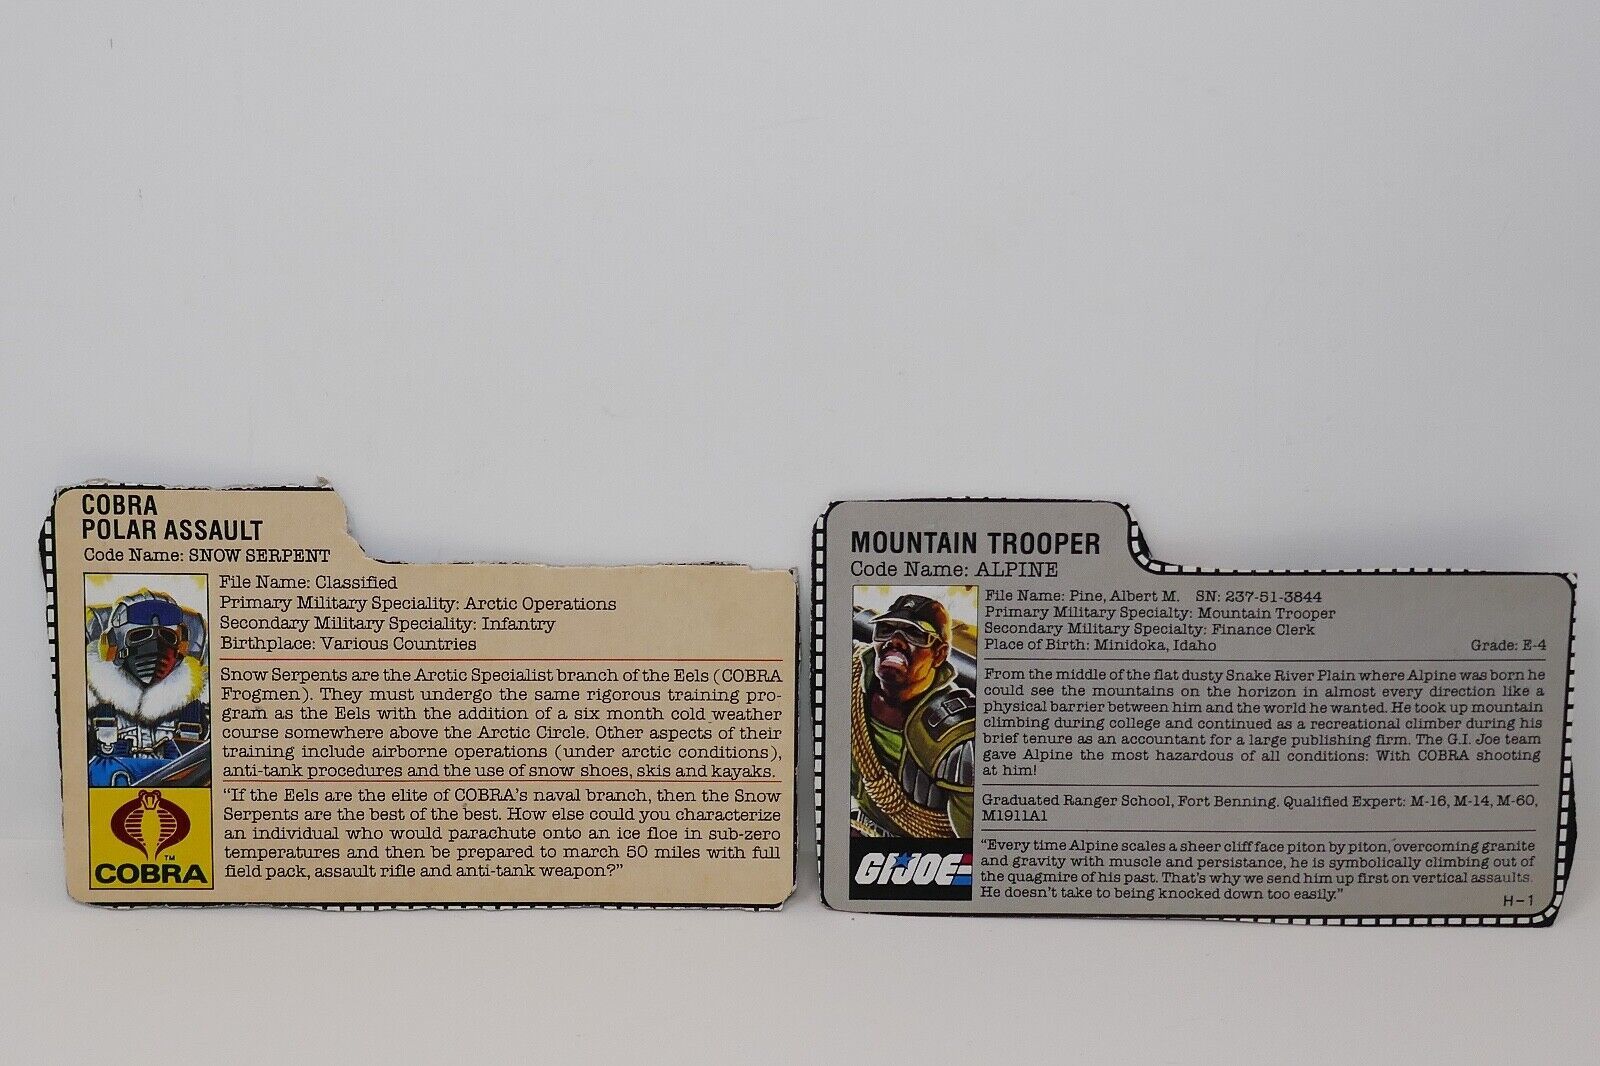 COBRA
POLAR ASSAULT
Code Name: SNOW SERPENT
File Name: Classified
Primary Military Speciality: Arctic Operations
Secondary Military Speciality: Infantry
Birthplace: Various Countries
Snow Serpents are the Arctic Specialist branch of the Eels (COBRA
Frogmen). They must undergo the same rigorous training pro-
gram as the Eels with the addition of a six month cold weather
course somewhere above the Arctic Circle. Other aspects of their
training include airborne operations (under arctic conditions),
anti-tank procedures and the use of snow shoes, skis and kayaks.
"If the Eels are the elite of COBRA's naval branch, then the Snow
Serpents are the best of the best. How else could you characterize
an individual who would parachute onto an ice floe in sub-zero
temperatures and then be prepared to march 50 miles with full
field pack, assault rifle and anti-tank weapon?"
TM
COBRA
MOUNTAIN TROOPER
Code Name: ALPINE
File Name: Pine, Albert M. SN: 237-51-3844
Primary Military Specialty: Mountain Trooper
Secondary Military Specialty: Finance Clerk
Place of Birth: Minidoka, Idaho Grade: E-4
From the middle of the flat dusty Snake River Plain where Alpine was born he
could see the mountains on the horizon in almost every direction like a
physical barrier between him and the world he wanted. He took up mountain
climbing during college and continued as a recreational climber during his
brief tenure as an accountant for a large publishing firm. The G.I. Joe team
gave Alpine the most hazardous of all conditions: With COBRA shooting
at him!
Graduated Ranger School, Fort Benning. Qualified Expert: M-16, M-14, M-60,
M1911A1
"Every time Alpine scales a sheer cliff face piton by piton, overcoming granite
and gravity with muscle and persistance, he is symbolically climbing out of
the quagmire of his past. That's why we send him up first on vertical assaults.
He doesn't take to being knocked down too easily."
GI JOE
H-1